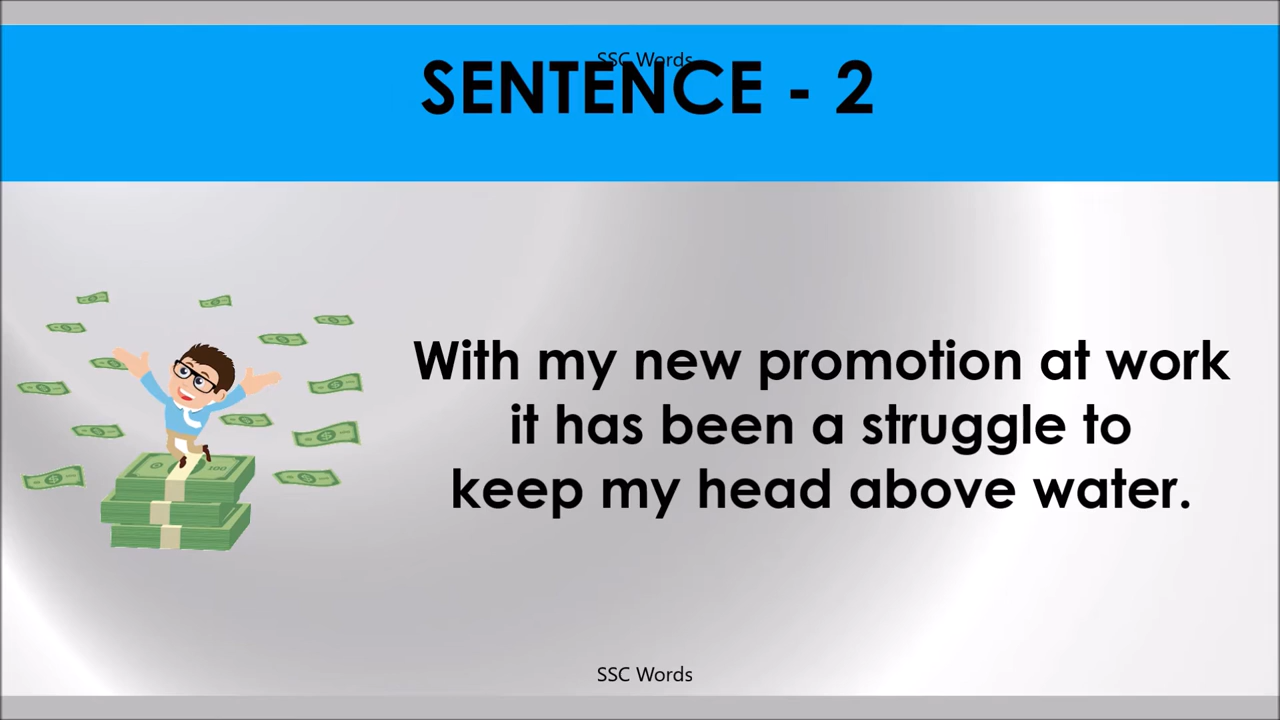 SSC Words
SENTENCE - 2
With my new promotion at work
it has been a struggle to
keep my head above water.
SSC Words